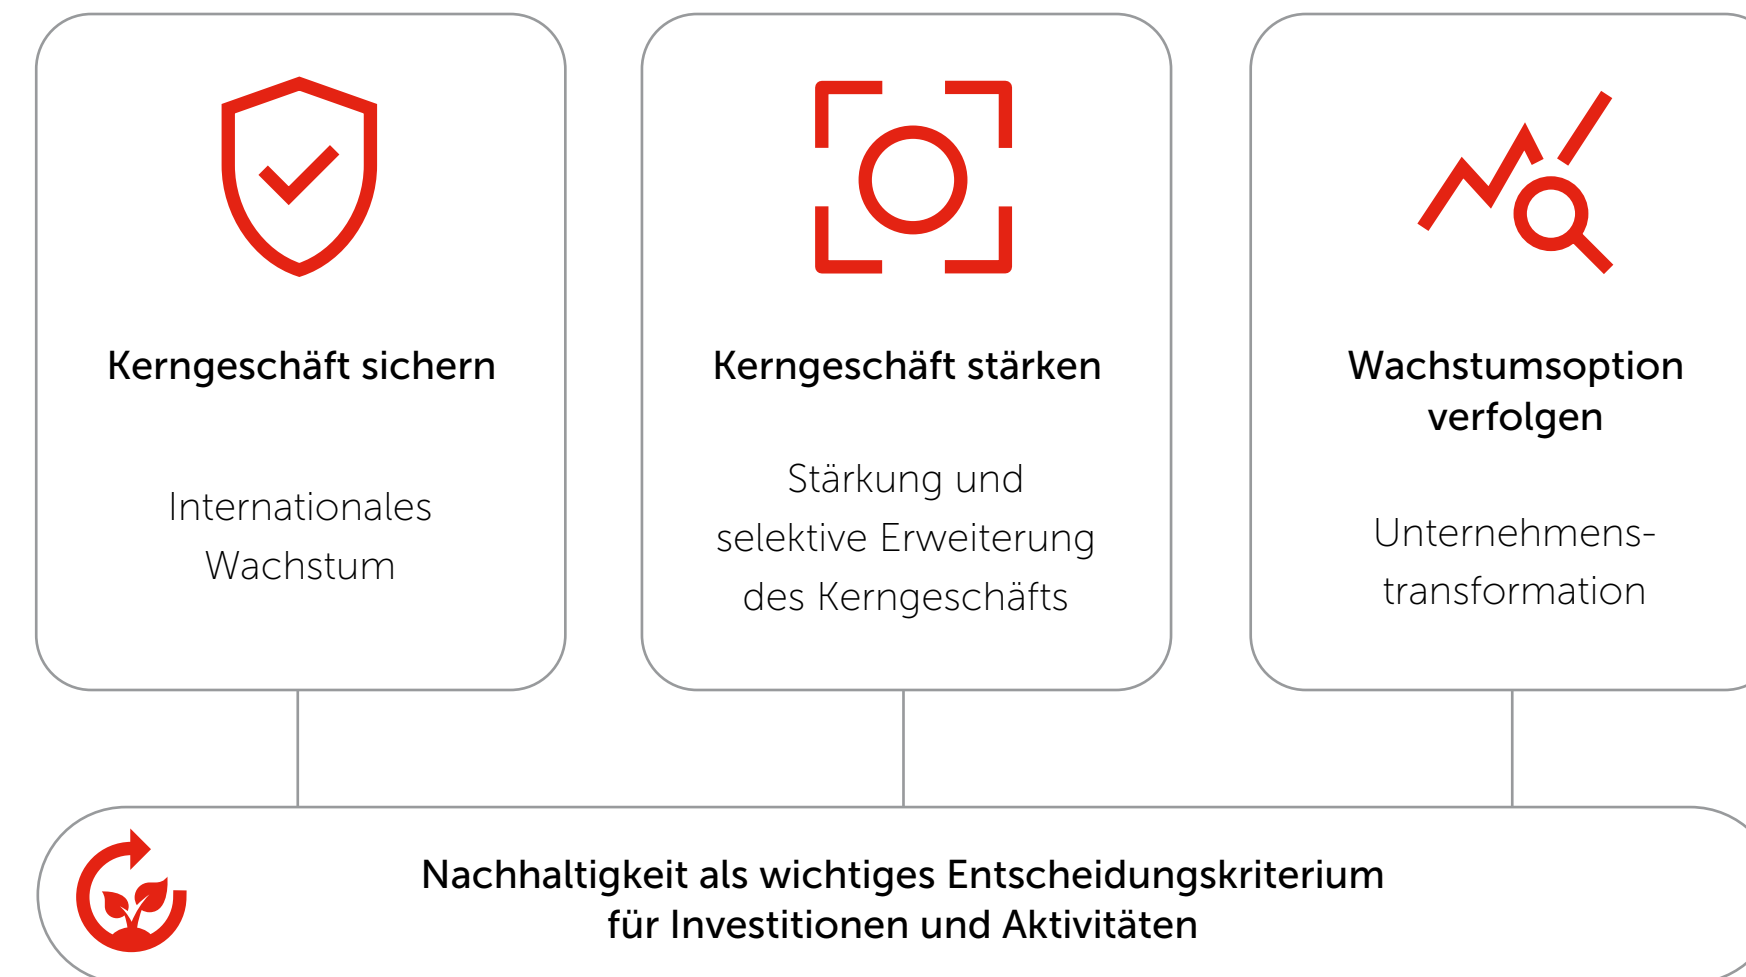 Kerngeschäft sichern
Internationales
Wachstum
Kerngeschäft stärken
Stärkung und
selektive Erweiterung
des Kerngeschäfts
Wachstumsoption
verfolgen
Unternehmens-
transformation
Nachhaltigkeit als wichtiges Entscheidungskriterium
für Investitionen und Aktivitäten